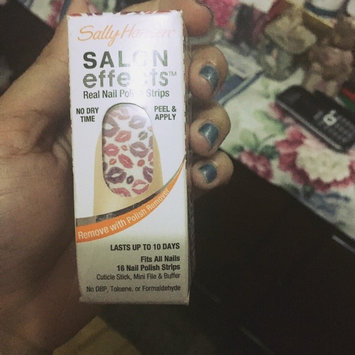 Sally Hansen
SALON
effects™
Real Nail Polish Strips
NO DRY TIME
PEEL & APPLY
Remove with Polish Remover
LASTS UP TO 10 DAYS
Fits All Nails
16 Nail Polish Strips
Cuticle Stick, Mini File & Buffer
No DBP, Toluene, or Formaldehyde